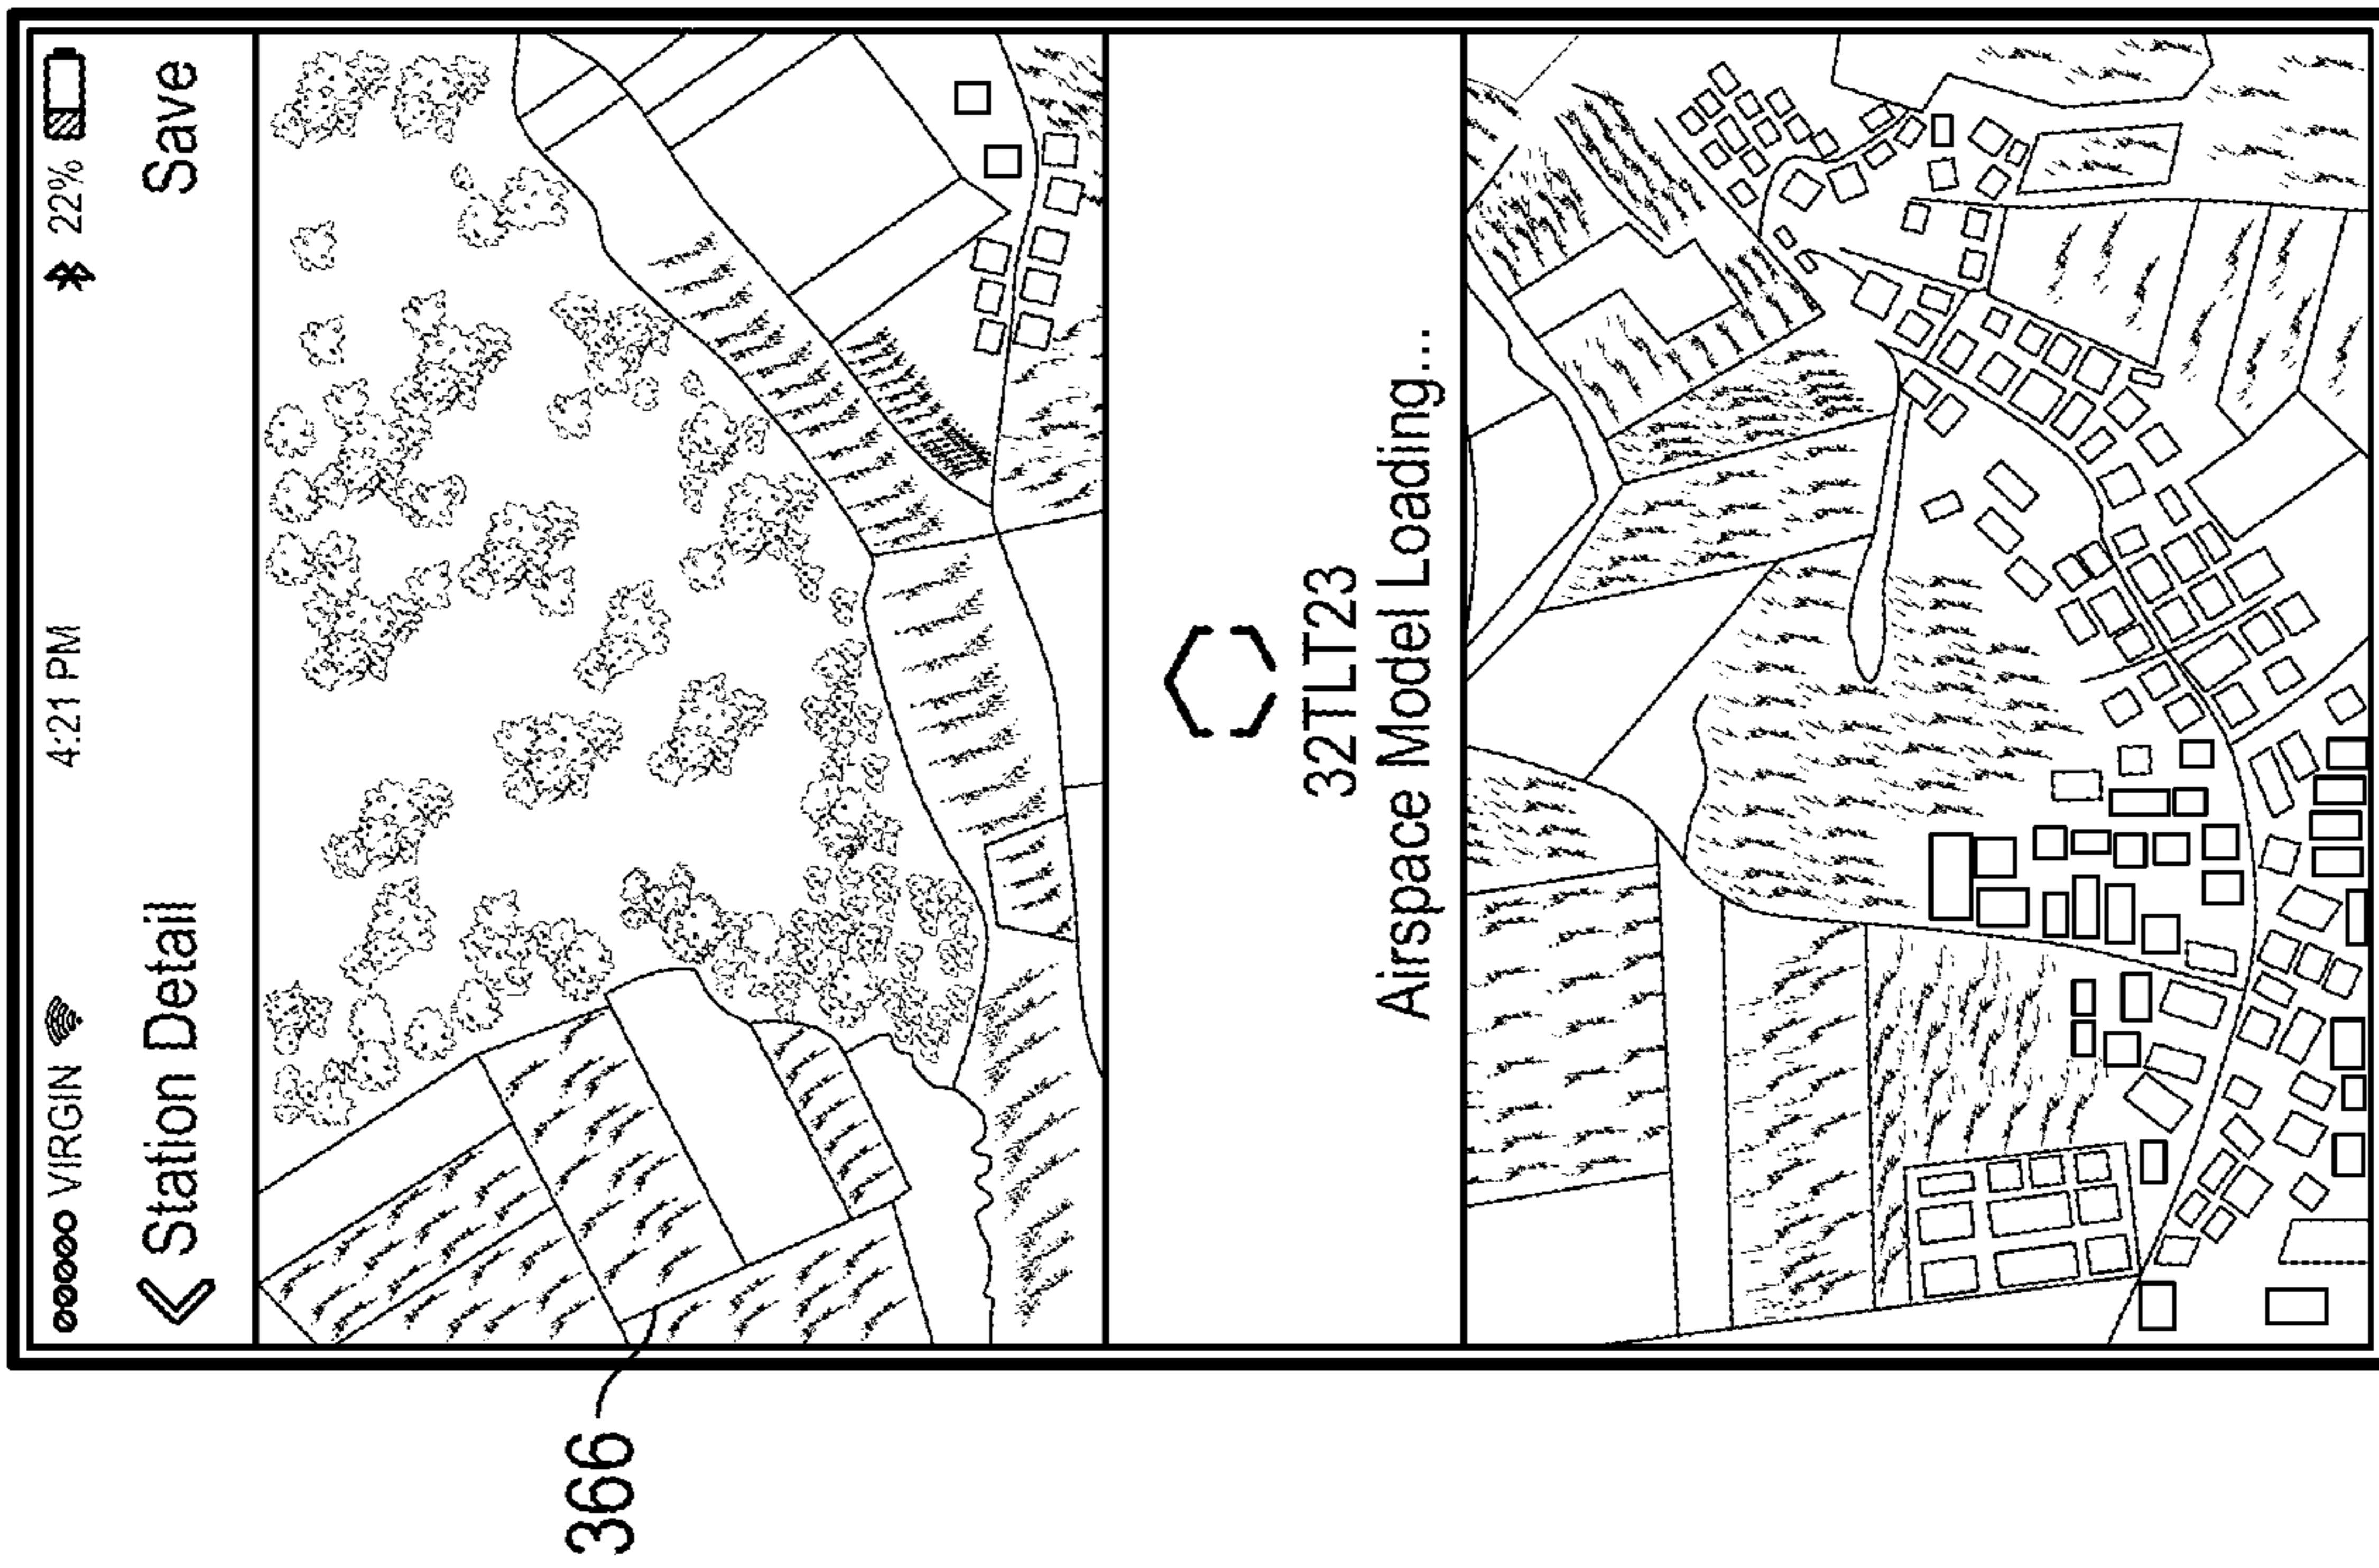 VIRGIN 4:21 PM 22%
Station Detail Save
32TLT23
Airspace Model Loading...
366